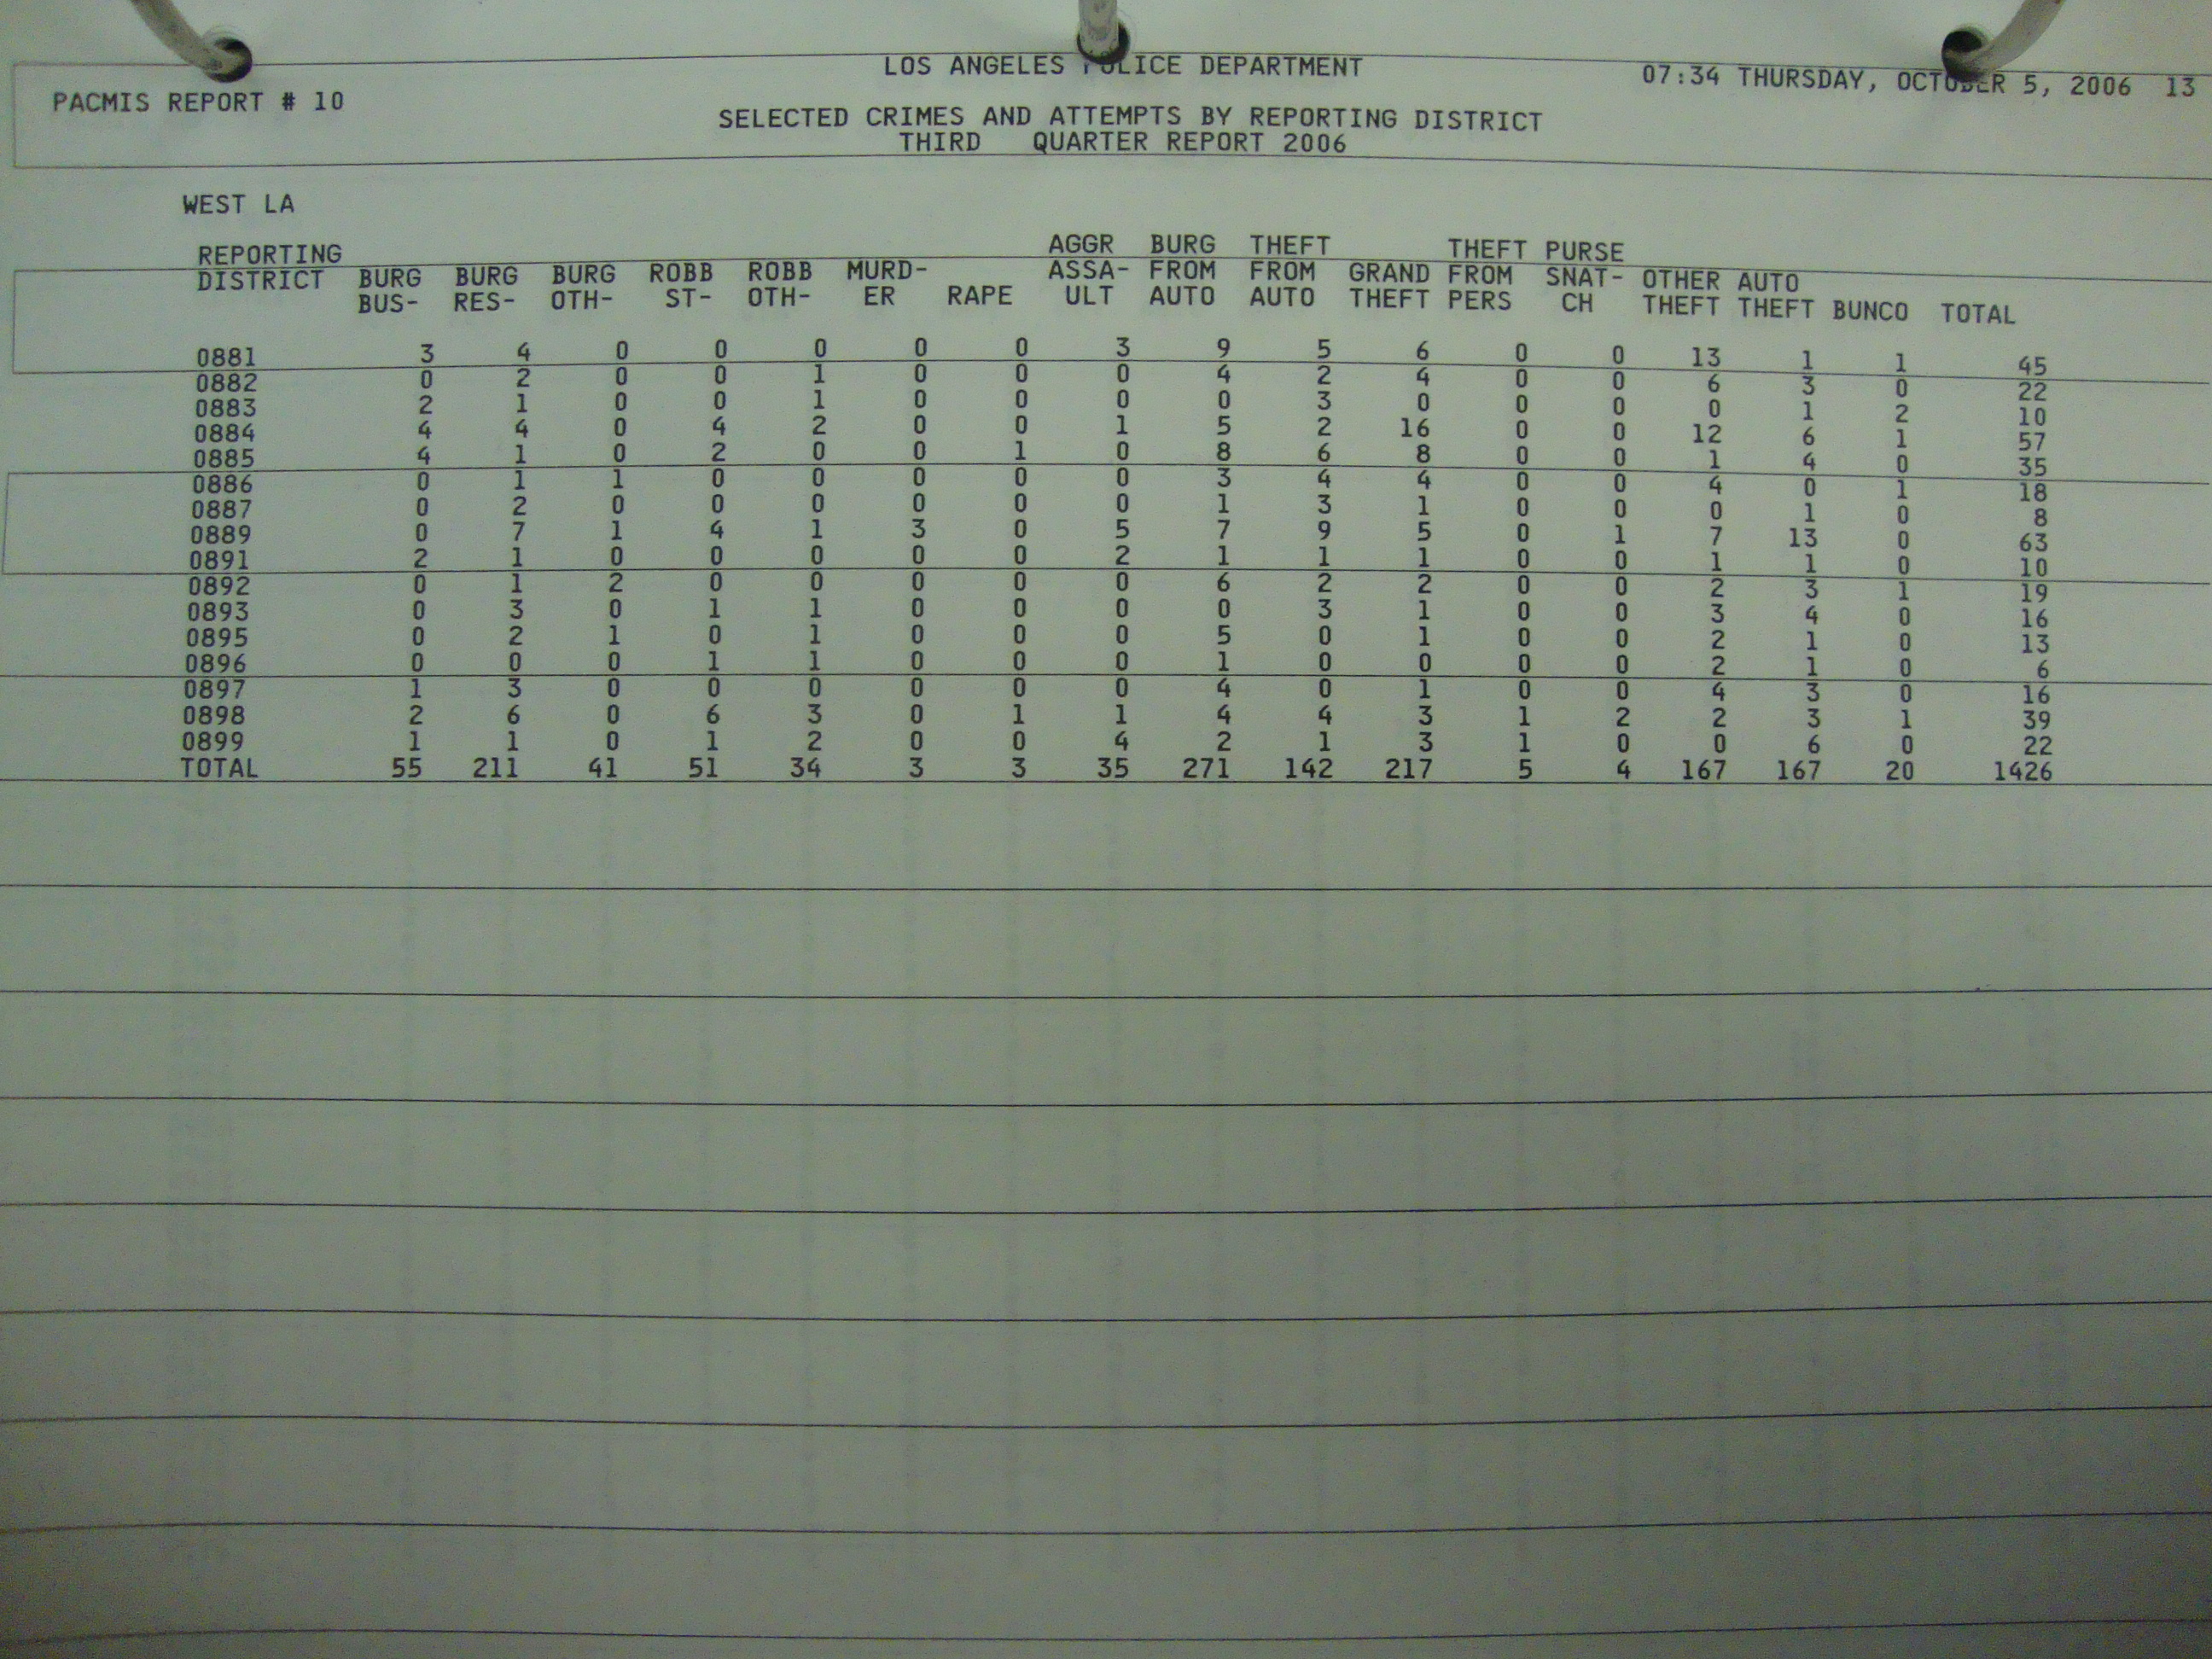 LOS ANGELES POLICE DEPARTMENT
07:34 THURSDAY, OCTOBER 5, 2006 13
PACMIS REPORT # 10
SELECTED CRIMES AND ATTEMPTS BY REPORTING DISTRICT
THIRD QUARTER REPORT 2006
WEST LA
AGGR BURG THEFT THEFT PURSE
REPORTING
DISTRICT BURG BURG BURG ROBB ROBB MURD- ASSA- FROM FROM GRAND FROM SNAT- OTHER AUTO
BUS- RES- OTH- ST- OTH- ER RAPE ULT AUTO AUTO THEFT PERS CH THEFT THEFT BUNCO TOTAL
0881 3 4 0 0 0 0 0 3 9 5 6 0 0 13 1 1 45
0882 0 2 0 0 1 0 0 0 4 2 4 0 0 6 3 0 22
0883 2 1 0 0 1 0 0 0 0 3 0 0 0 0 1 2 10
0884 4 4 0 4 2 0 0 1 5 2 16 0 0 12 6 1 57
0885 4 1 0 2 0 0 1 0 8 6 8 0 0 1 4 0 35
0886 0 1 1 0 0 0 0 0 3 4 4 0 0 4 0 1 18
0887 0 2 0 0 0 0 0 0 1 3 1 0 0 0 1 0 8
0889 0 7 1 4 1 3 0 5 7 9 5 0 1 7 13 0 63
0891 2 1 0 0 0 0 0 2 1 1 1 0 0 1 1 0 10
0892 0 1 2 0 0 0 0 0 6 2 2 0 0 2 3 1 19
0893 0 3 0 1 1 0 0 0 0 3 1 0 0 3 4 0 16
0895 0 2 1 0 1 0 0 0 5 0 1 0 0 2 1 0 13
0896 0 0 0 1 1 0 0 0 1 0 0 0 0 2 1 0 6
0897 1 3 0 0 0 0 0 0 4 0 1 0 0 4 3 0 16
0898 2 6 0 6 3 0 1 1 4 4 3 1 2 2 3 1 39
0899 1 1 0 1 2 0 0 4 2 1 3 1 0 0 6 0 22
TOTAL 55 211 41 51 34 3 3 35 271 142 217 5 4 167 167 20 1426